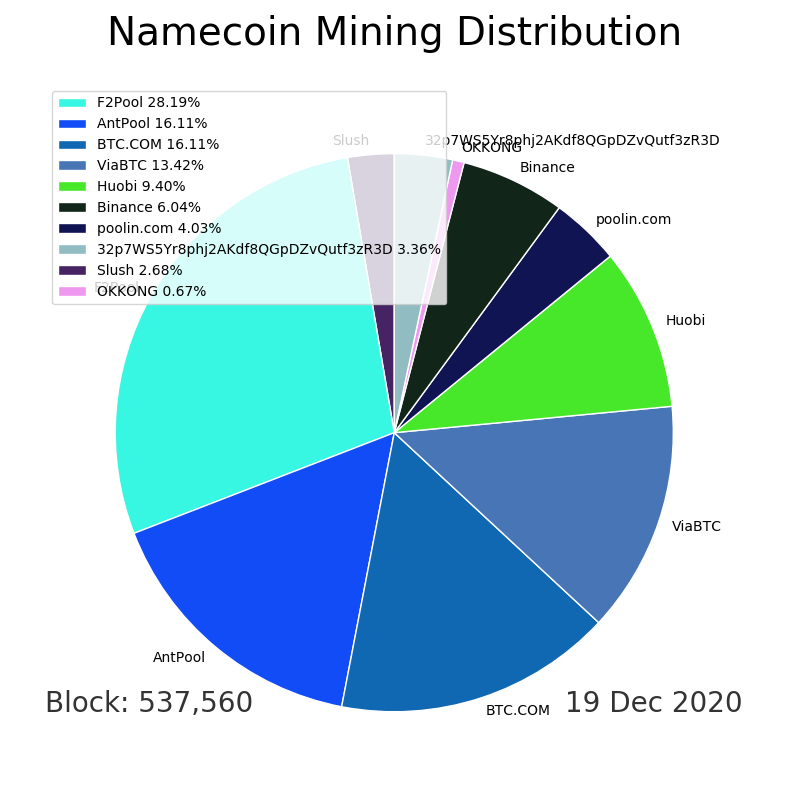 Namecoin Mining Distribution
F2Pool 28.19%
AntPool 16.11%
BTC.COM 16.11%
ViaBTC 13.42%
Huobi 9.40%
Binance 6.04%
poolin.com 4.03%
32p7WS5Yr8phj2AKdf8QGpDZvQutf3zR3D 3.36%
Slush 2.68%
OKKONG 0.67%
Slush
32p7WS5Yr8phj2AKdf8QGpDZvQutf3zR3D
OKKONG
Binance
poolin.com
F2Pool
Huobi
ViaBTC
AntPool
BTC.COM
Block: 537,560
19 Dec 2020